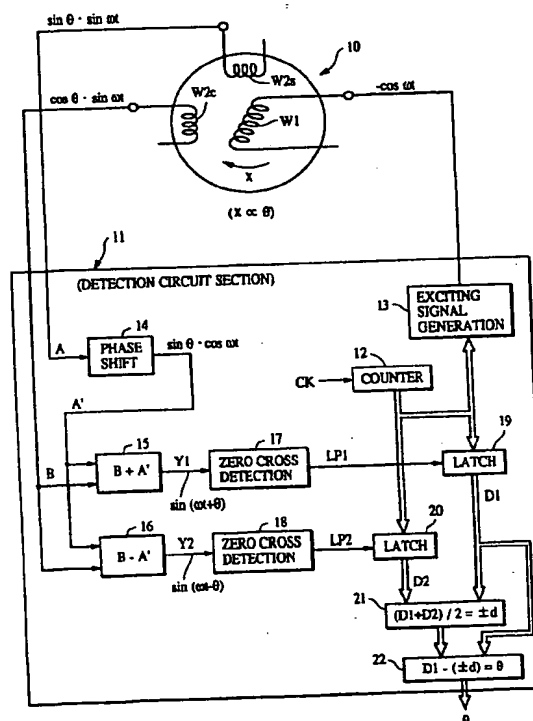 sin θ · sin ωt
10
W2s
cos θ · sin ωt
W2c
-cos ωt
W1
X
(X ∝ θ)
11
(DETECTION CIRCUIT SECTION)
13
EXCITING
SIGNAL
GENERATION
14
A
PHASE
SHIFT
sin θ · cos ωt
12
CK
COUNTER
A'
15
17
19
B
B + A'
Y1
ZERO CROSS
DETECTION
LP1
LATCH
sin (ωt+θ)
D1
16
18
20
B - A'
Y2
ZERO CROSS
DETECTION
LP2
LATCH
sin (ωt-θ)
D2
21
(D1+D2) / 2 = ±d
22
D1 - (±d) = θ
θ